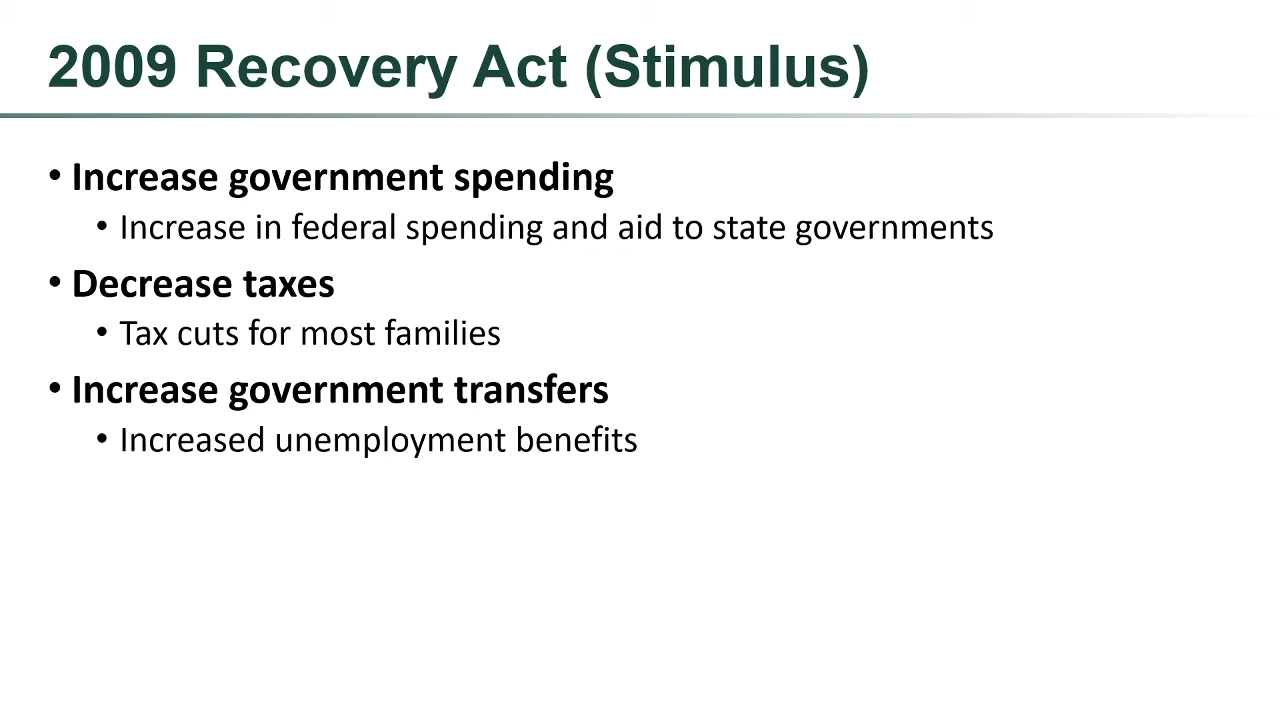 2009 Recovery Act (Stimulus)
• Increase government spending
• Increase in federal spending and aid to state governments
• Decrease taxes
• Tax cuts for most families
• Increase government transfers
• Increased unemployment benefits